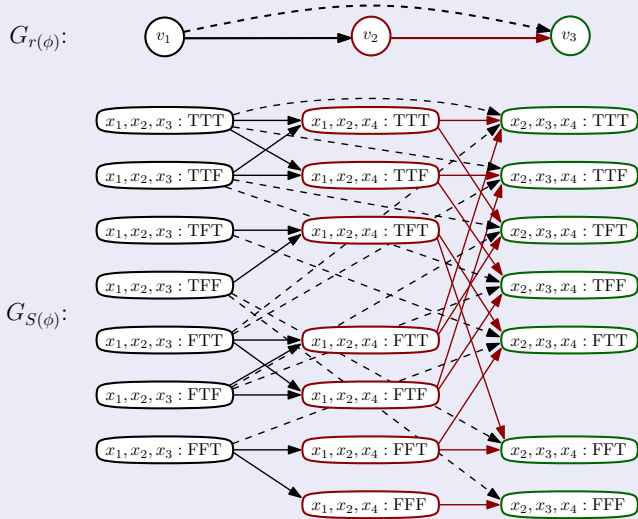 G_{r(ϕ)}: v_1 v_2 v_3
x_1, x_2, x_3 : TTT x_1, x_2, x_4 : TTT x_2, x_3, x_4 : TTT
x_1, x_2, x_3 : TTF x_1, x_2, x_4 : TTF x_2, x_3, x_4 : TTF
x_1, x_2, x_3 : TFT x_1, x_2, x_4 : TFT x_2, x_3, x_4 : TFT
x_1, x_2, x_3 : TFF x_2, x_3, x_4 : TFF
G_{S(ϕ)}:
x_1, x_2, x_3 : FTT x_1, x_2, x_4 : FTT x_2, x_3, x_4 : FTT
x_1, x_2, x_3 : FTF x_1, x_2, x_4 : FTF
x_1, x_2, x_3 : FFT x_1, x_2, x_4 : FFT x_2, x_3, x_4 : FFT
x_1, x_2, x_4 : FFF x_2, x_3, x_4 : FFF